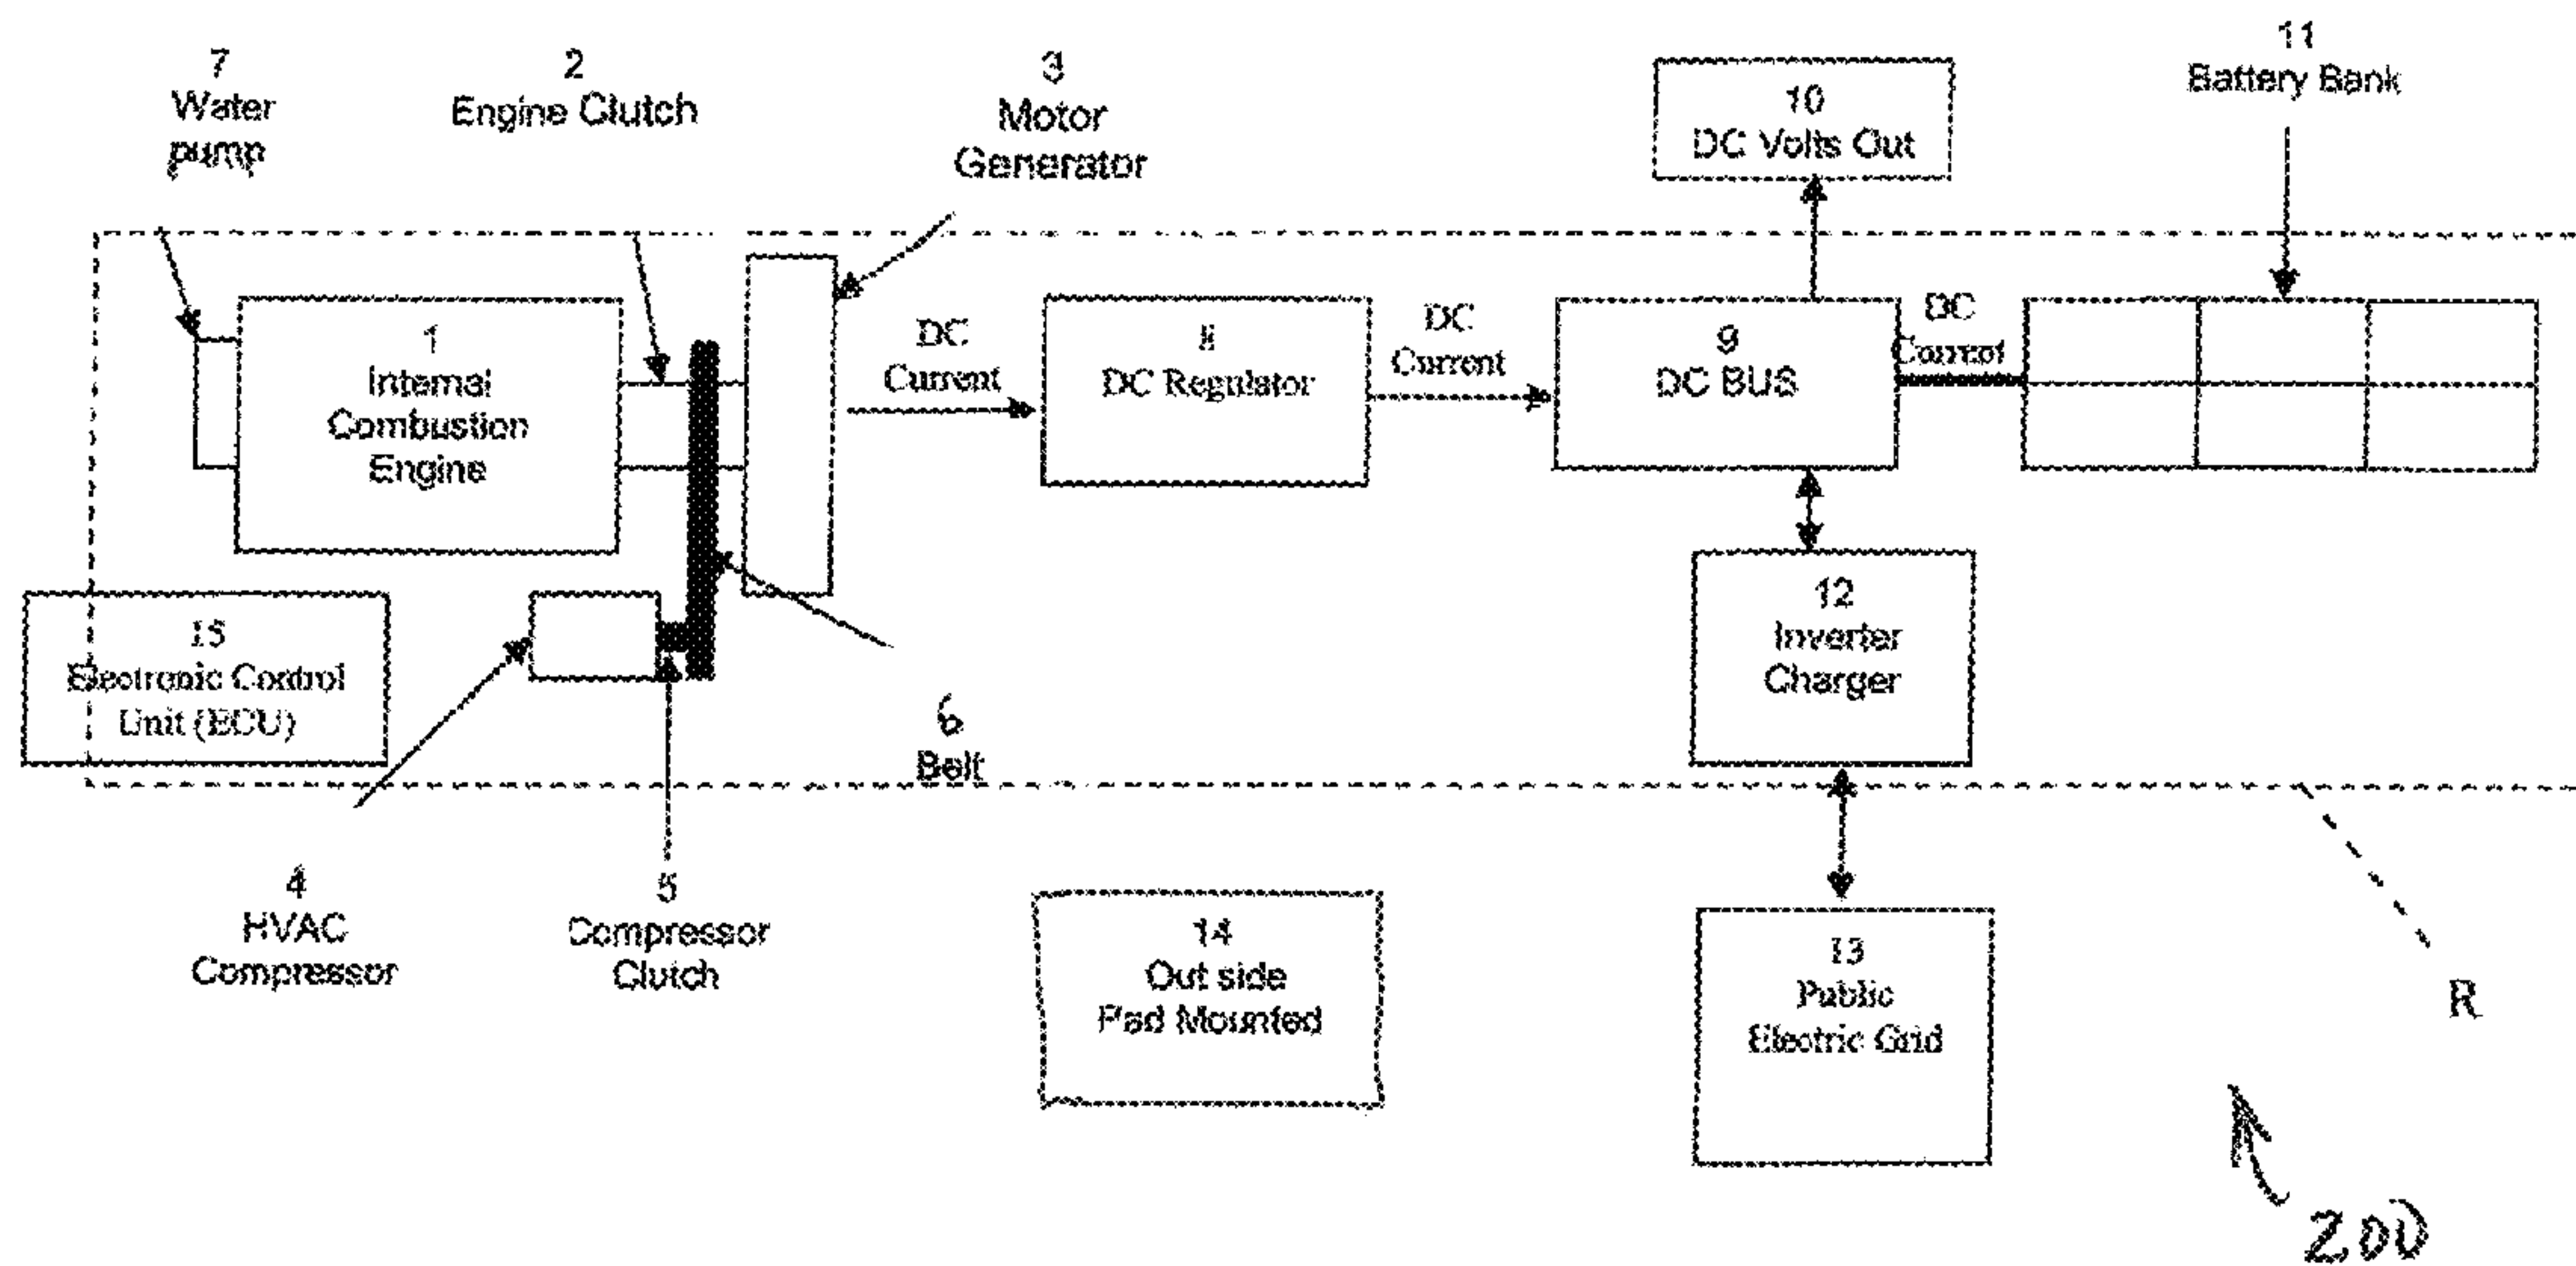 7
Water
pump
2
Engine Clutch
3
Motor
Generator
10
DC Volts Out
11
Battery Bank
1
Internal
Combustion
Engine
DC
Current
8
DC Regulator
DC
Current
9
DC BUS
DC
Current
15
Electronic Control
Unit (ECU)
6
Belt
12
Inverter
Charger
4
HVAC
Compressor
5
Compressor
Clutch
14
Out side
Pad Mounted
13
Public
Electric Grid
R
200